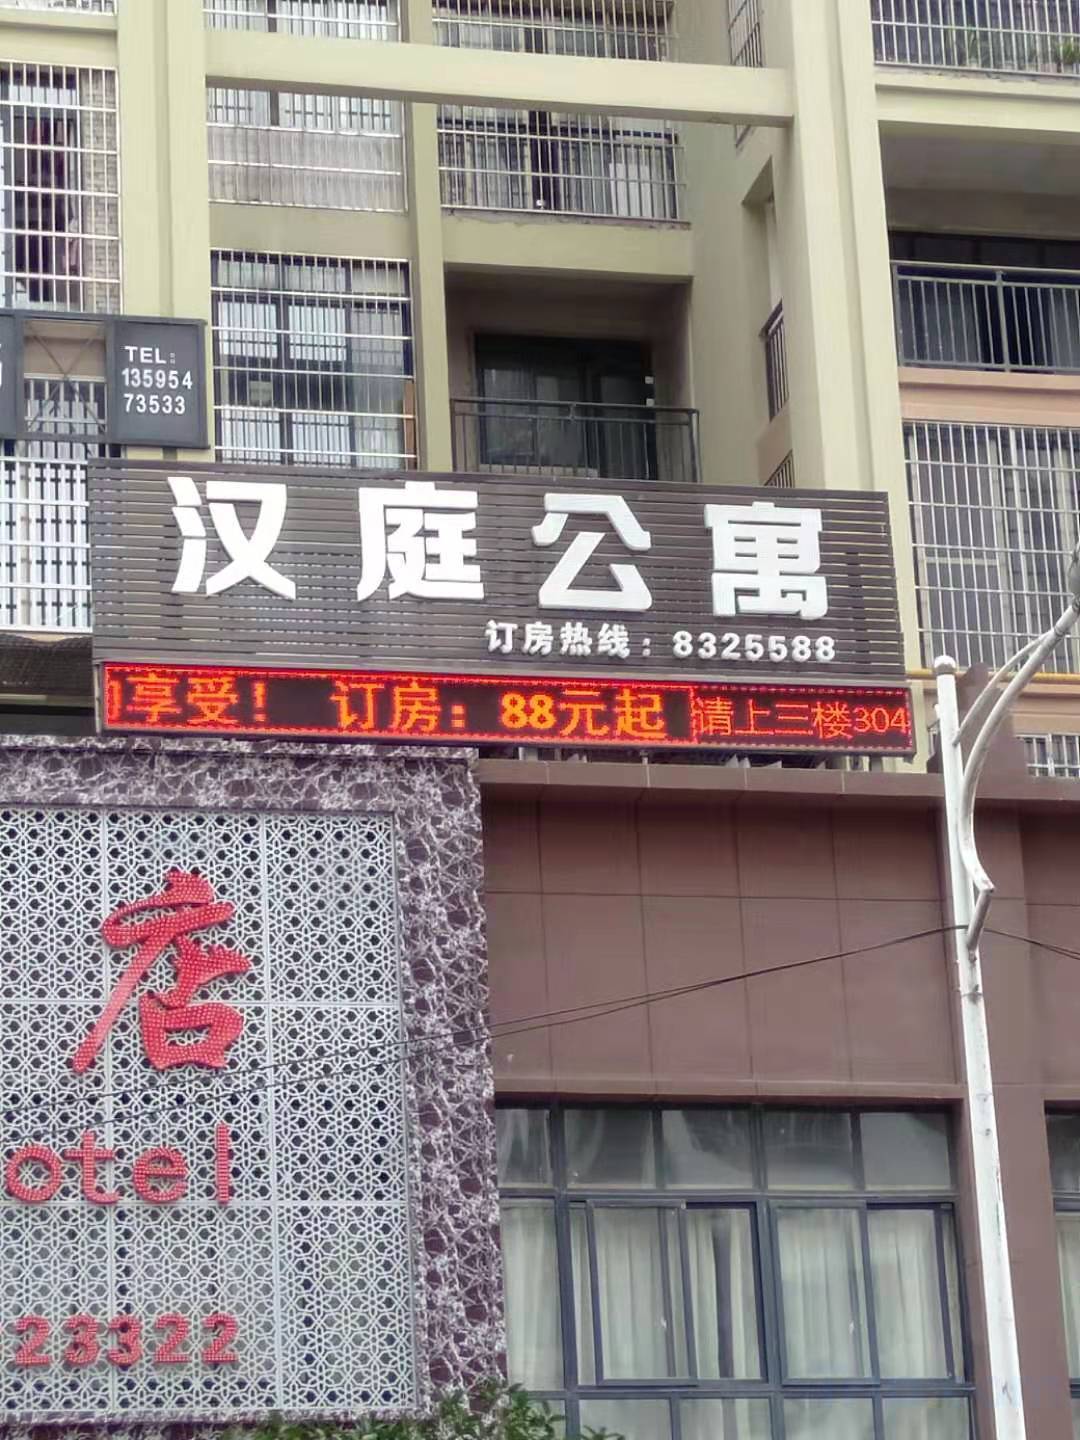 TEL:
135954
73533
汉庭公寓
订房热线：8325588
享受！ 订房：88元起
请上三楼304
店
otel
23322